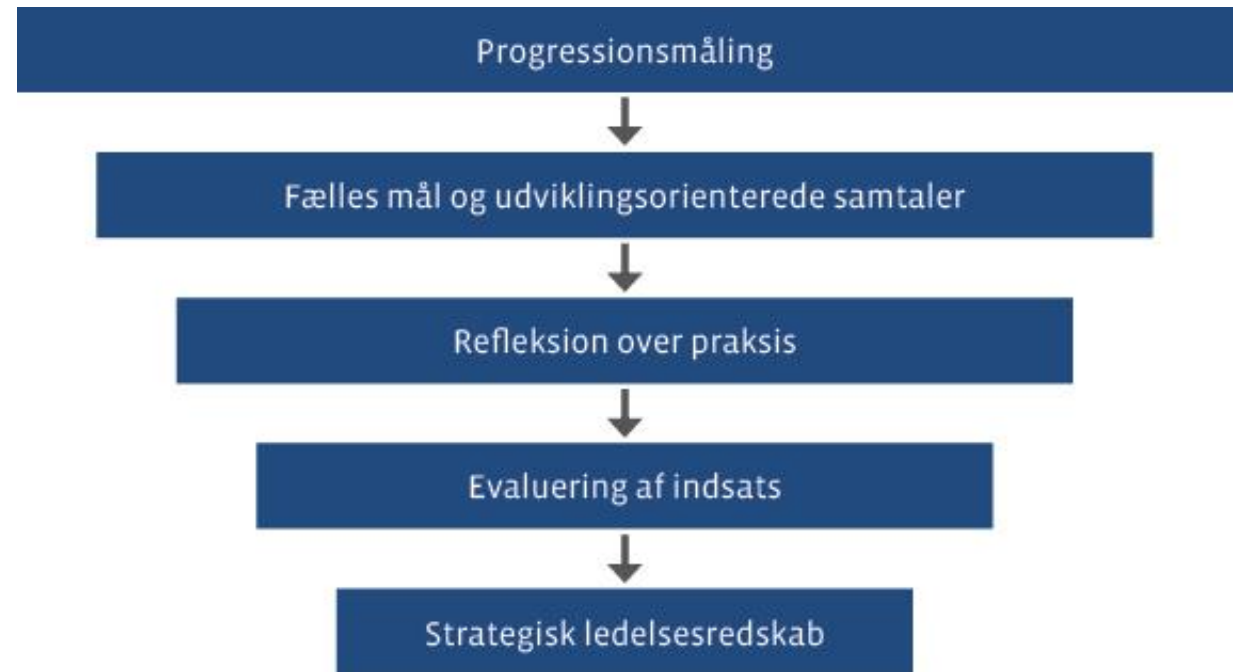 Progressionsmåling
Fælles mål og udviklingsorienterede samtaler
Refleksion over praksis
Evaluering af indsats
Strategisk ledelsesredskab